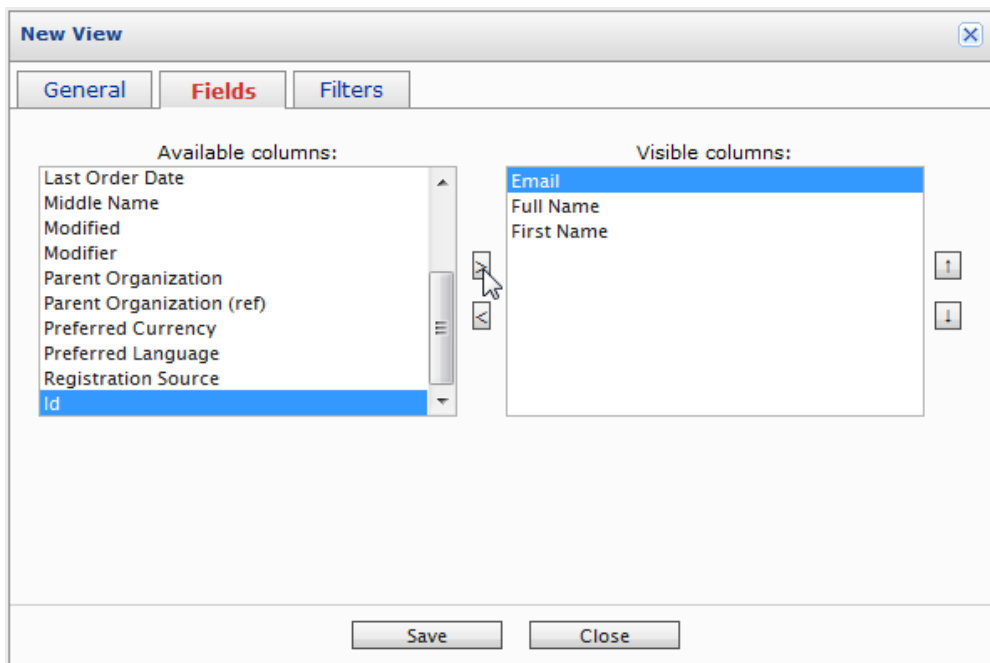 New View
General Fields Filters
Available columns:
Last Order Date
Middle Name
Modified
Modifier
Parent Organization
Parent Organization (ref)
Preferred Currency
Preferred Language
Registration Source
Id
>
<
Visible columns:
Email
Full Name
First Name
↑
↓
Save Close